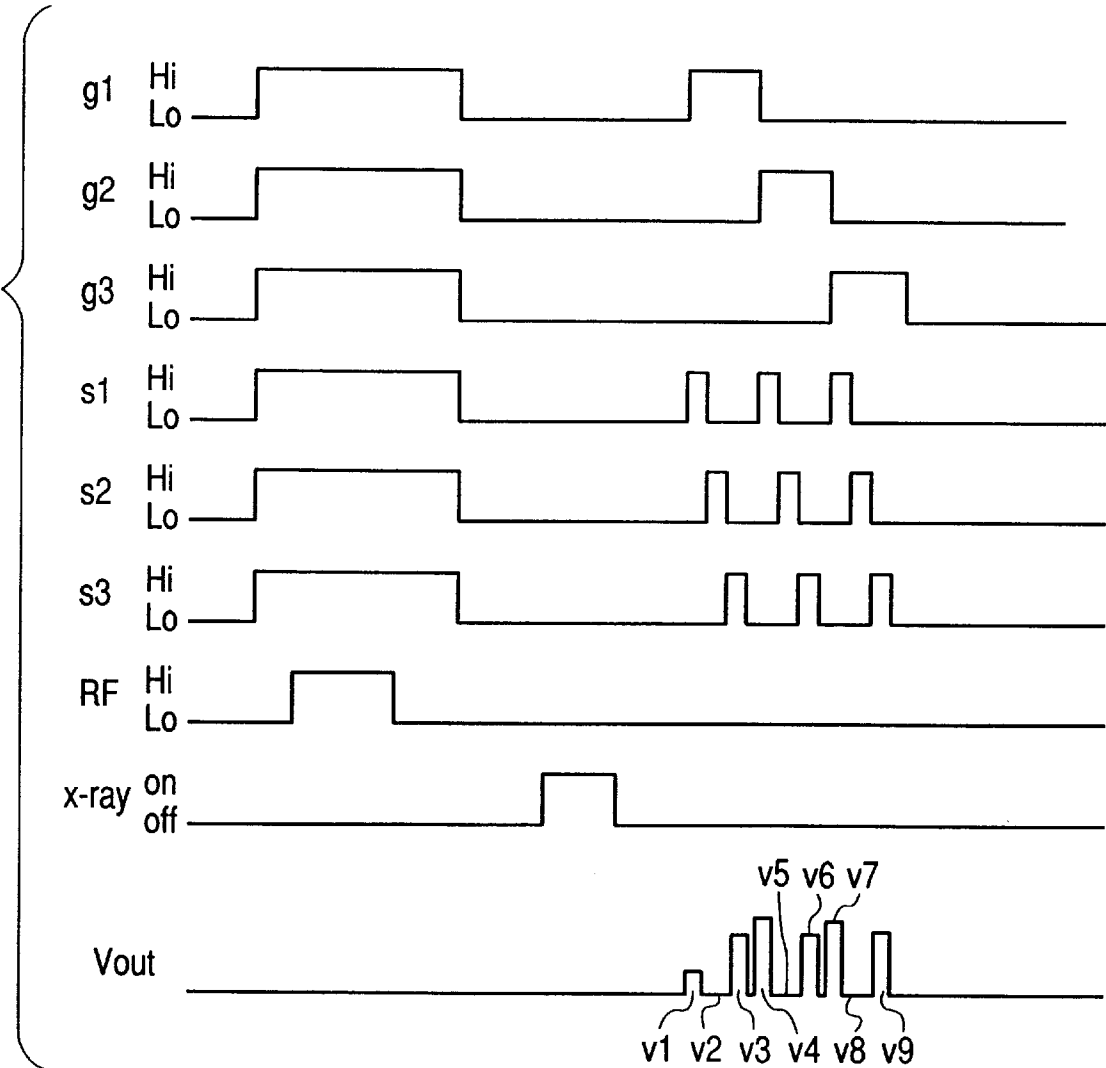 g1 Hi
Lo
g2 Hi
Lo
g3 Hi
Lo
s1 Hi
Lo
s2 Hi
Lo
s3 Hi
Lo
RF Hi
Lo
x-ray on
off
v5 v6 v7
Vout
v1 v2 v3 v4 v8 v9